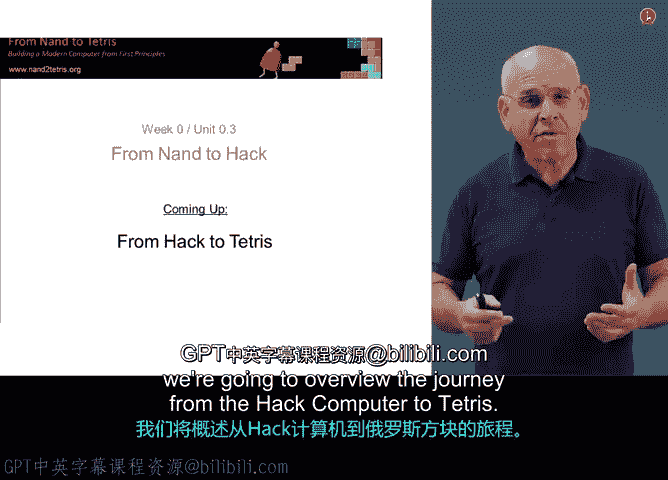 From Nand to Tetris
Building a Modern Computer from First Principles
www.nand2tetris.org
Week 0 / Unit 0.3
From Nand to Hack
Coming Up:
From Hack to Tetris
GPT中英字幕课程资源@bilibili.com
we're going to overview the journey
from the Hack Computer to Tetris.
我们将概述从Hack计算机到俄罗斯方块的旅程。
GPT中英字幕课程资源@bilibili.com